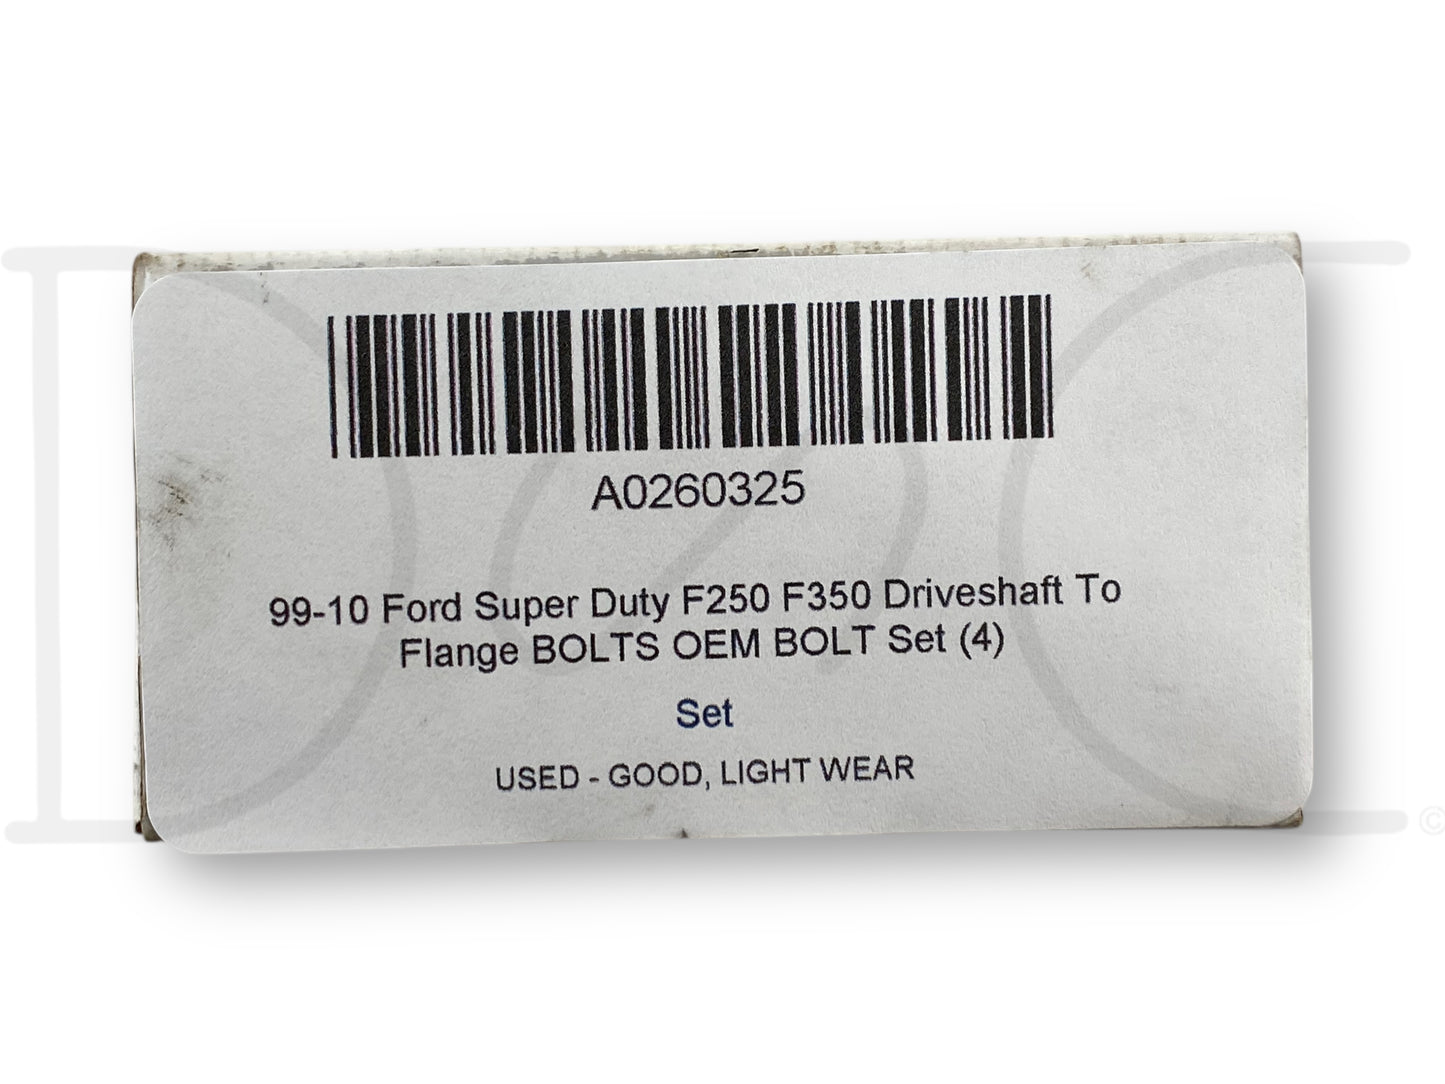 A0260325
99-10 Ford Super Duty F250 F350 Driveshaft To
Flange BOLTS OEM BOLT Set (4)
Set
USED - GOOD, LIGHT WEAR
©